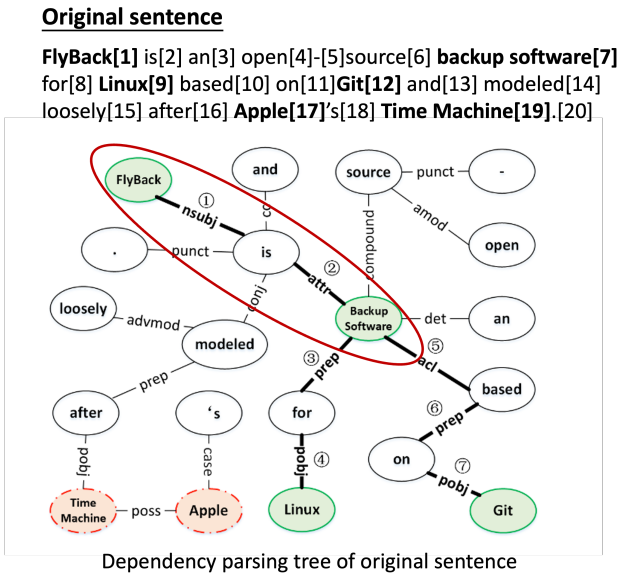 Original sentence
FlyBack[1] is[2] an[3] open[4]-[5]source[6] backup software[7]
for[8] Linux[9] based[10] on[11]Git[12] and[13] modeled[14]
loosely[15] after[16] Apple[17]’s[18] Time Machine[19].[20]
and
source
punct
-
FlyBack
①
nsubj
cc
compound
amod
.
punct
is
open
②
attr
loosely
advmod
conj
Backup
Software
det
an
modeled
③
prep
⑤
acl
prep
based
after
‘s
for
⑥
prep
pobj
case
pobj
④
on
⑦
pobj
Time
Machine
poss
Apple
Linux
Git
Dependency parsing tree of original sentence